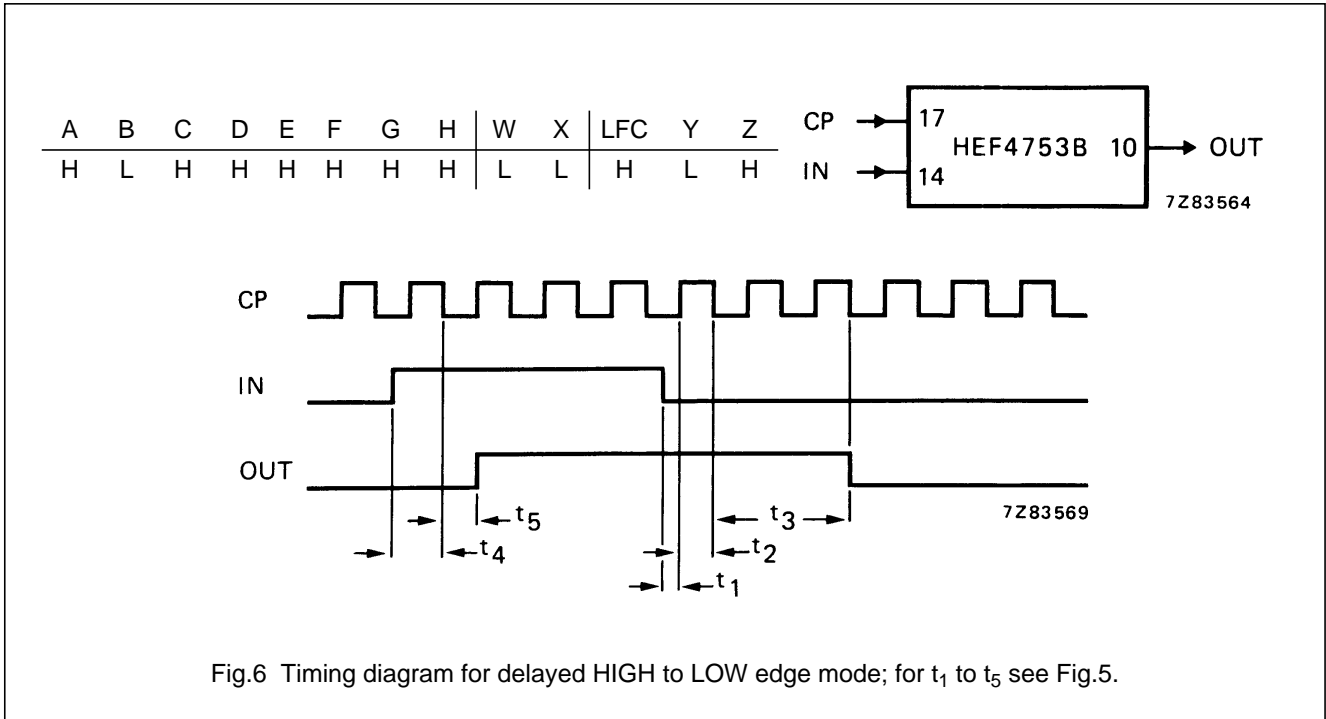 A B C D E F G H W X LFC Y Z
H L H H H H H H L L H L H
CP 17
HEF4753B 10 OUT
IN 14
7Z83564
CP
IN
OUT
7Z83569
t5 t3
t4 t2
t1
Fig.6 Timing diagram for delayed HIGH to LOW edge mode; for t1 to t5 see Fig.5.